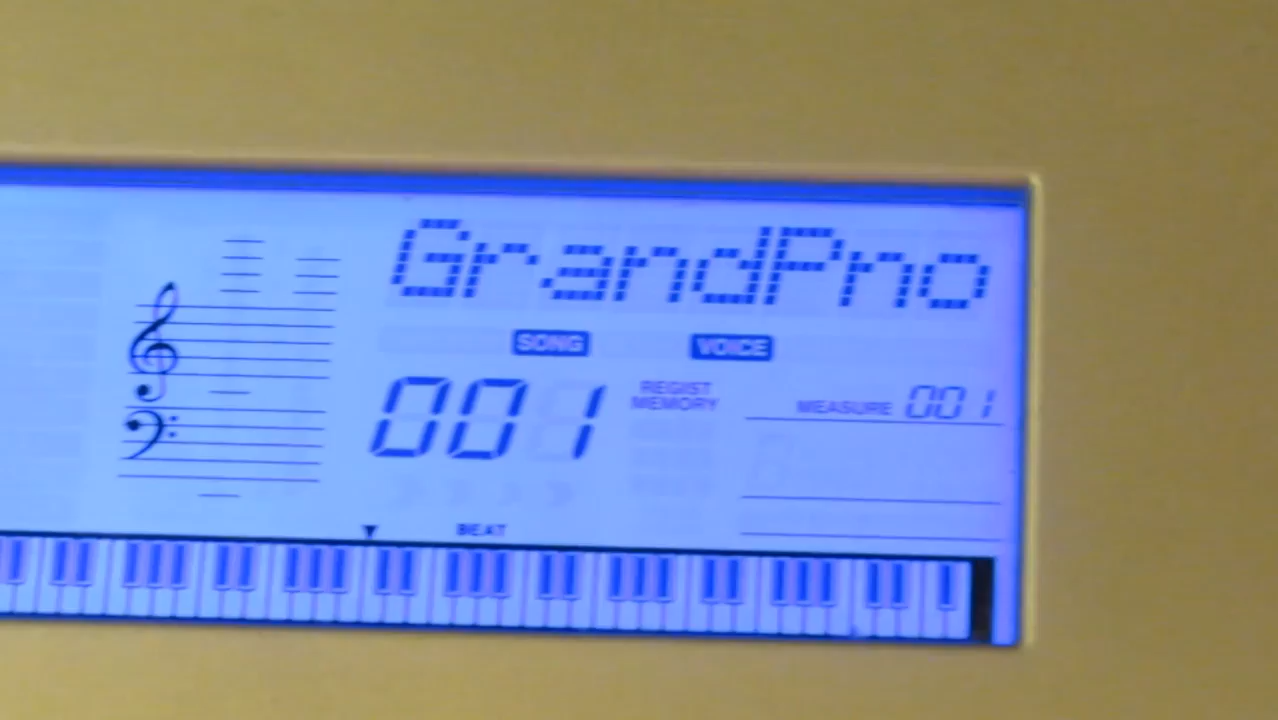 GrandPno
SONG VOICE
001
REGIST
MEMORY
MEASURE 001
BEAT